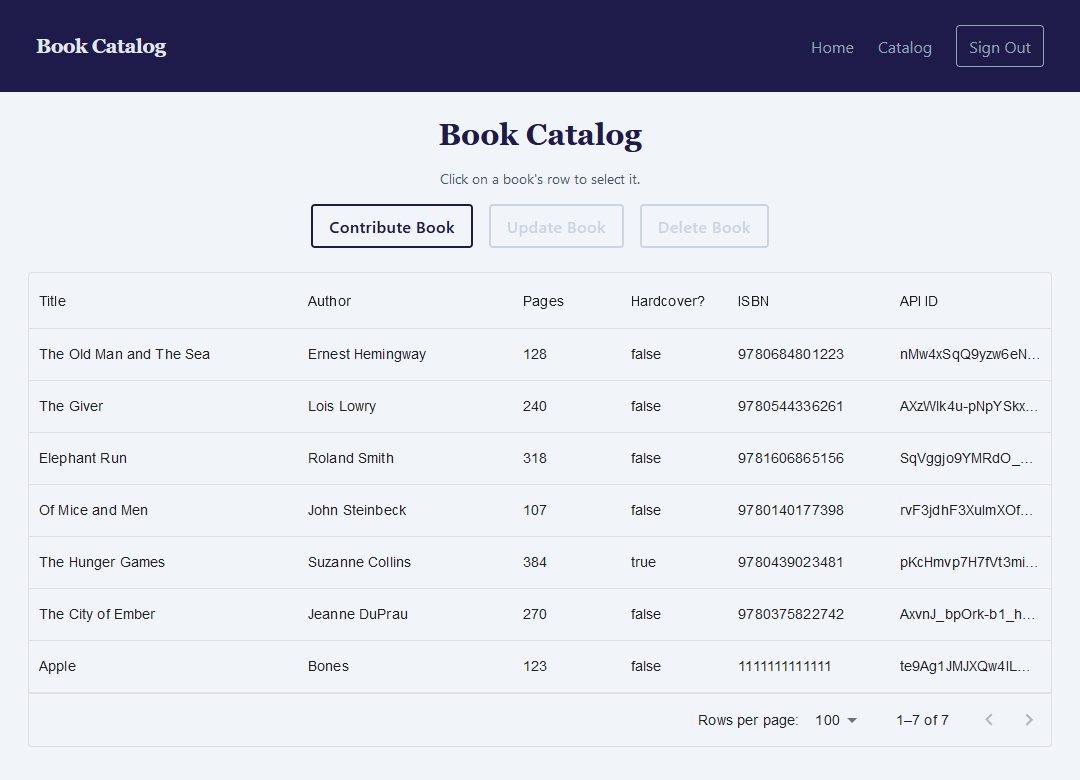 Book Catalog Home Catalog Sign Out
Book Catalog
Click on a book's row to select it.
Contribute Book Update Book Delete Book
Title Author Pages Hardcover? ISBN API ID
The Old Man and The Sea Ernest Hemingway 128 false 9780684801223 nMw4xSqQ9yzw6eN...
The Giver Lois Lowry 240 false 9780544336261 AXzWlk4u-pNpYSkx...
Elephant Run Roland Smith 318 false 9781606865156 SqVggjo9YMRdO_...
Of Mice and Men John Steinbeck 107 false 9780140177398 rvF3jdhF3XulmXOf...
The Hunger Games Suzanne Collins 384 true 9780439023481 pKcHmvp7H7fVt3mi...
The City of Ember Jeanne DuPrau 270 false 9780375822742 AxvnJ_bpOrk-b1_h...
Apple Bones 123 false 1111111111111 te9Ag1JMJXQw4IL...
Rows per page: 100 1–7 of 7